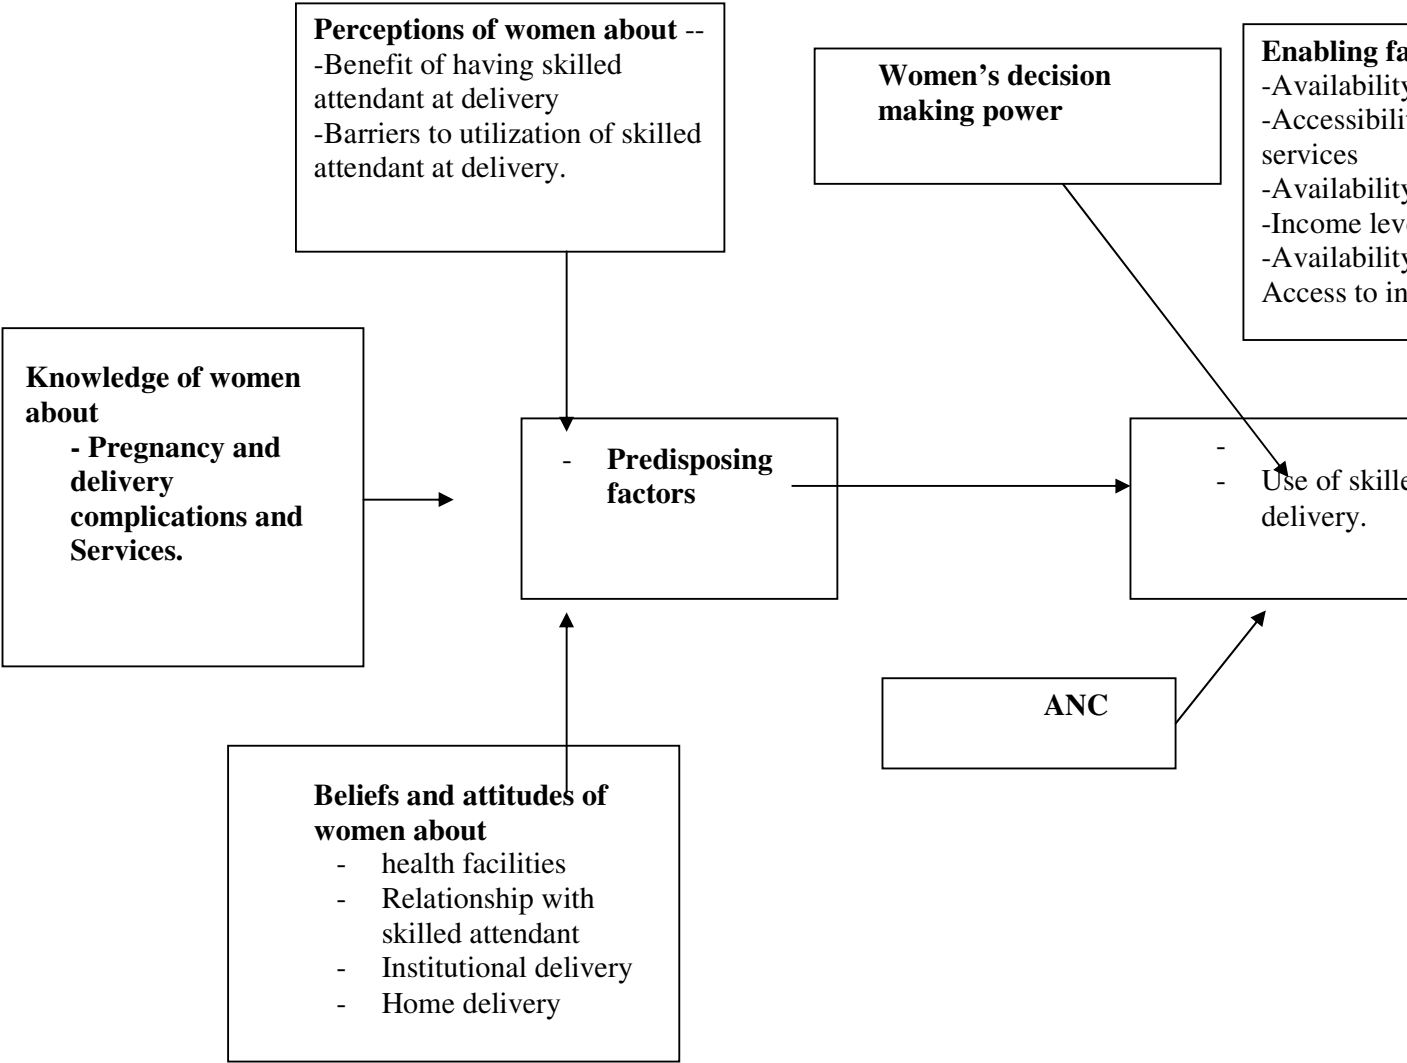 Perceptions of women about --
-Benefit of having skilled
attendant at delivery
-Barriers to utilization of skilled
attendant at delivery.
Women’s decision
making power
Enabling
-Availability
services
-Availability
-Income
-Availability
Access to
Knowledge of women
about
- Pregnancy and
delivery
complications and
Services.
- Predisposing
factors
-
- Use of
delivery.
ANC
Beliefs and attitudes of
women about
- health facilities
- Relationship with
skilled attendant
- Institutional delivery
- Home delivery